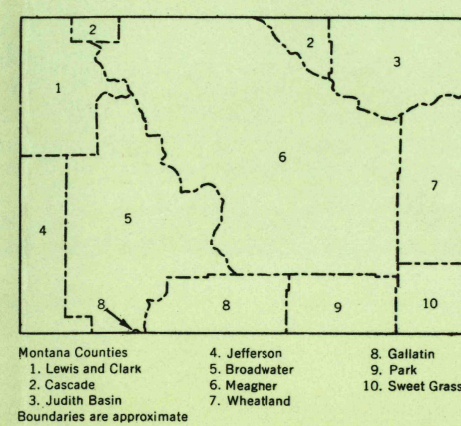 2
2
3
1
6
7
5
4
8
8
9
10
Montana Counties
1. Lewis and Clark
2. Cascade
3. Judith Basin
4. Jefferson
5. Broadwater
6. Meagher
7. Wheatland
8. Gallatin
9. Park
10. Sweet Grass
Boundaries are approximate